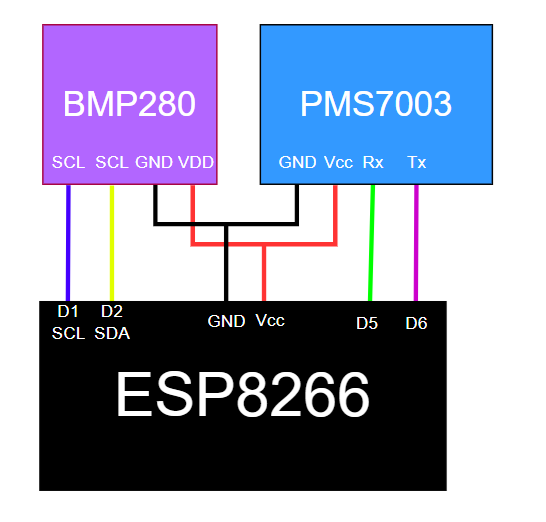 BMP280
PMS7003
SCL SCL GND VDD
GND Vcc Rx Tx
D1 D2
SCL SDA
GND Vcc
D5 D6
ESP8266